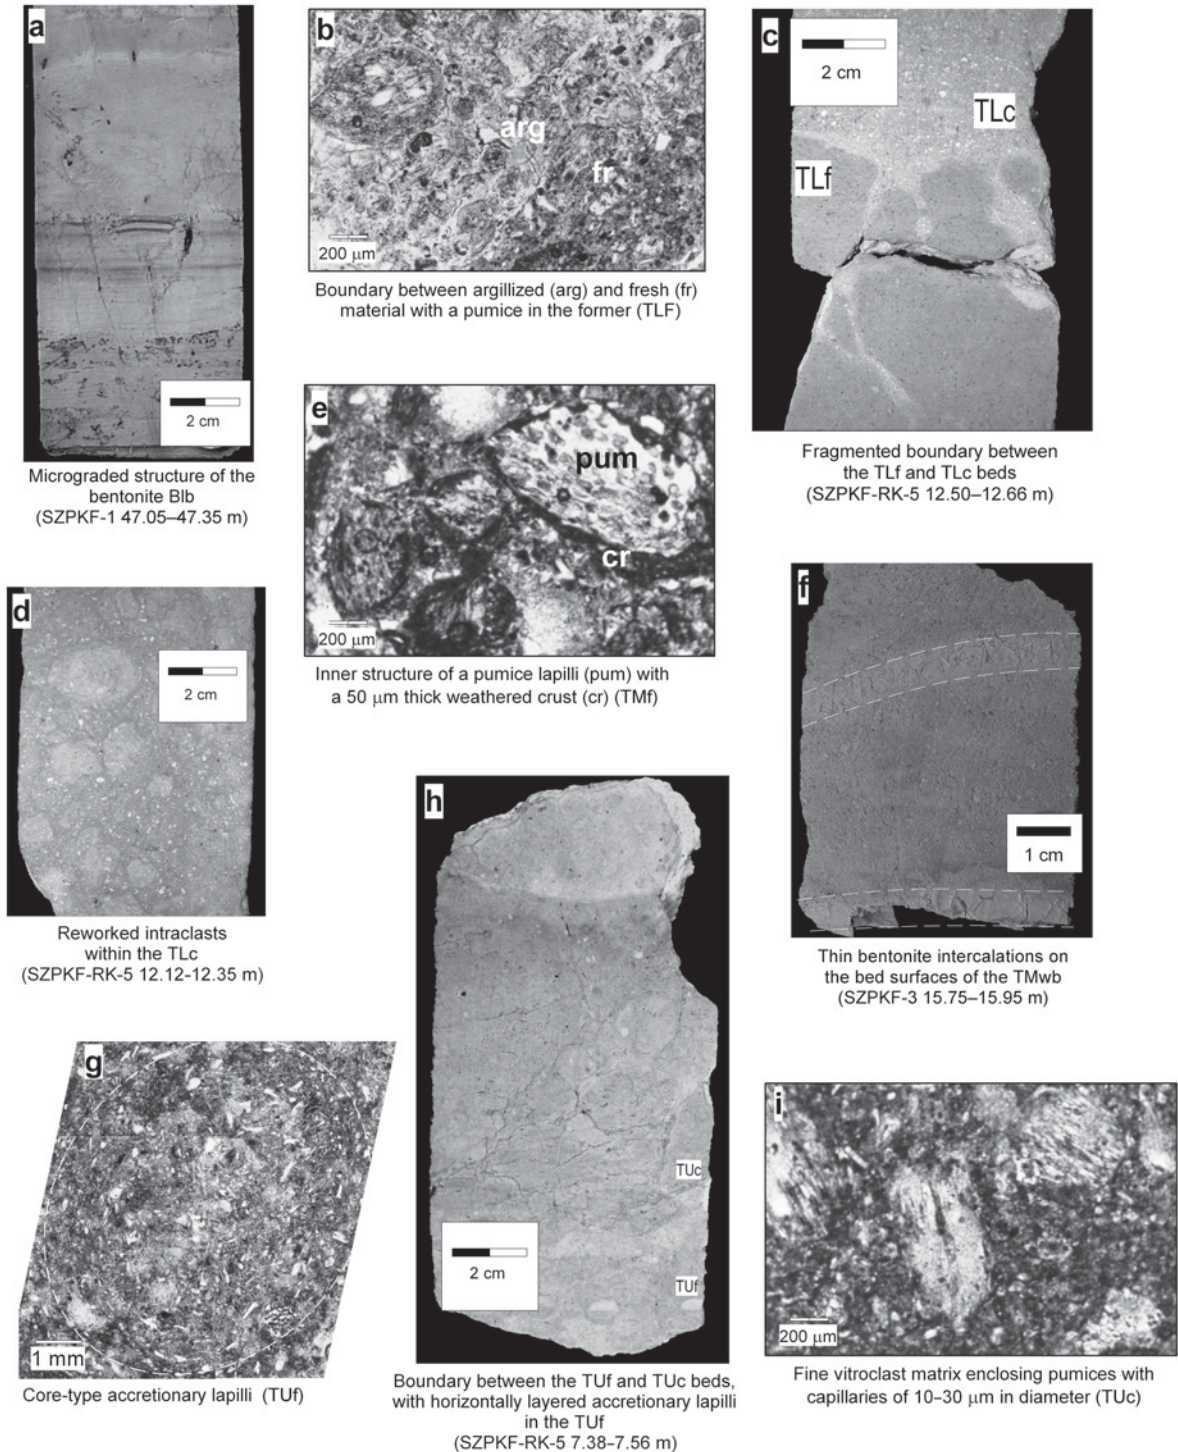 a
2 cm
Micrograded structure of the
bentonite Blb
(SZPKF-1 47.05–47.35 m)
b
arg
fr
200 μm
Boundary between argillized (arg) and fresh (fr)
material with a pumice in the former (TLF)
c
2 cm
TLc
TLf
Fragmented boundary between
the TLf and TLc beds
(SZPKF-RK-5 12.50–12.66 m)
d
2 cm
Reworked intraclasts
within the TLc
(SZPKF-RK-5 12.12-12.35 m)
e
pum
cr
200 μm
Inner structure of a pumice lapilli (pum) with
a 50 μm thick weathered crust (cr) (TMf)
f
1 cm
Thin bentonite intercalations on
the bed surfaces of the TMwb
(SZPKF-3 15.75–15.95 m)
g
1 mm
Core-type accretionary lapilli (TUf)
h
TUc
2 cm
TUf
Boundary between the TUf and TUc beds,
with horizontally layered accretionary lapilli
in the TUf
(SZPKF-RK-5 7.38–7.56 m)
i
200 μm
Fine vitroclast matrix enclosing pumices with
capillaries of 10–30 μm in diameter (TUc)